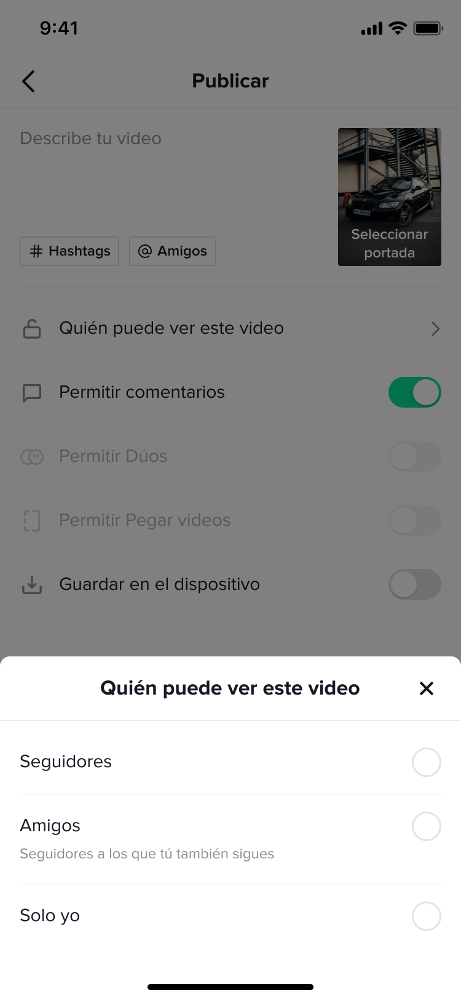 9:41
Publicar
Describe tu video
Seleccionar
portada
# Hashtags
@ Amigos
Quién puede ver este video
Permitir comentarios
Permitir Dúos
Permitir Pegar videos
Guardar en el dispositivo
Quién puede ver este video
Seguidores
Amigos
Seguidores a los que tú también sigues
Solo yo